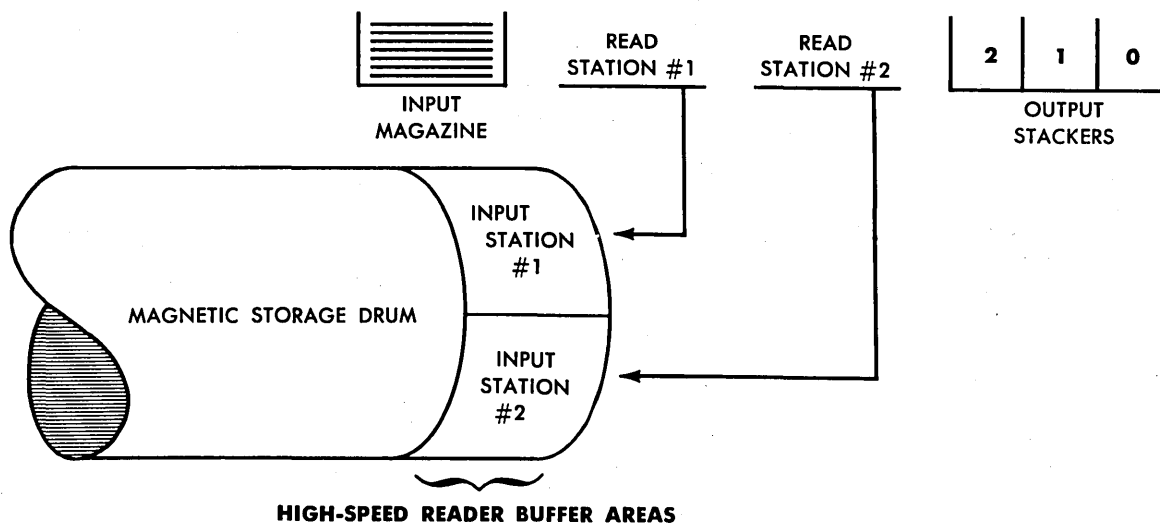 INPUT
MAGAZINE
READ
STATION #1
READ
STATION #2
2 1 0
OUTPUT
STACKERS
INPUT
STATION
#1
MAGNETIC STORAGE DRUM
INPUT
STATION
#2
HIGH-SPEED READER BUFFER AREAS